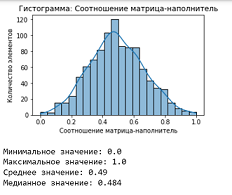 Гистограмма: Соотношение матрица-наполнитель
Количество элементов
120
100
80
60
40
20
0
0.0 0.2 0.4 0.6 0.8 1.0
Соотношение матрица-наполнитель
Минимальное значение: 0.0
Максимальное значение: 1.0
Среднее значение: 0.49
Медианное значение: 0.484